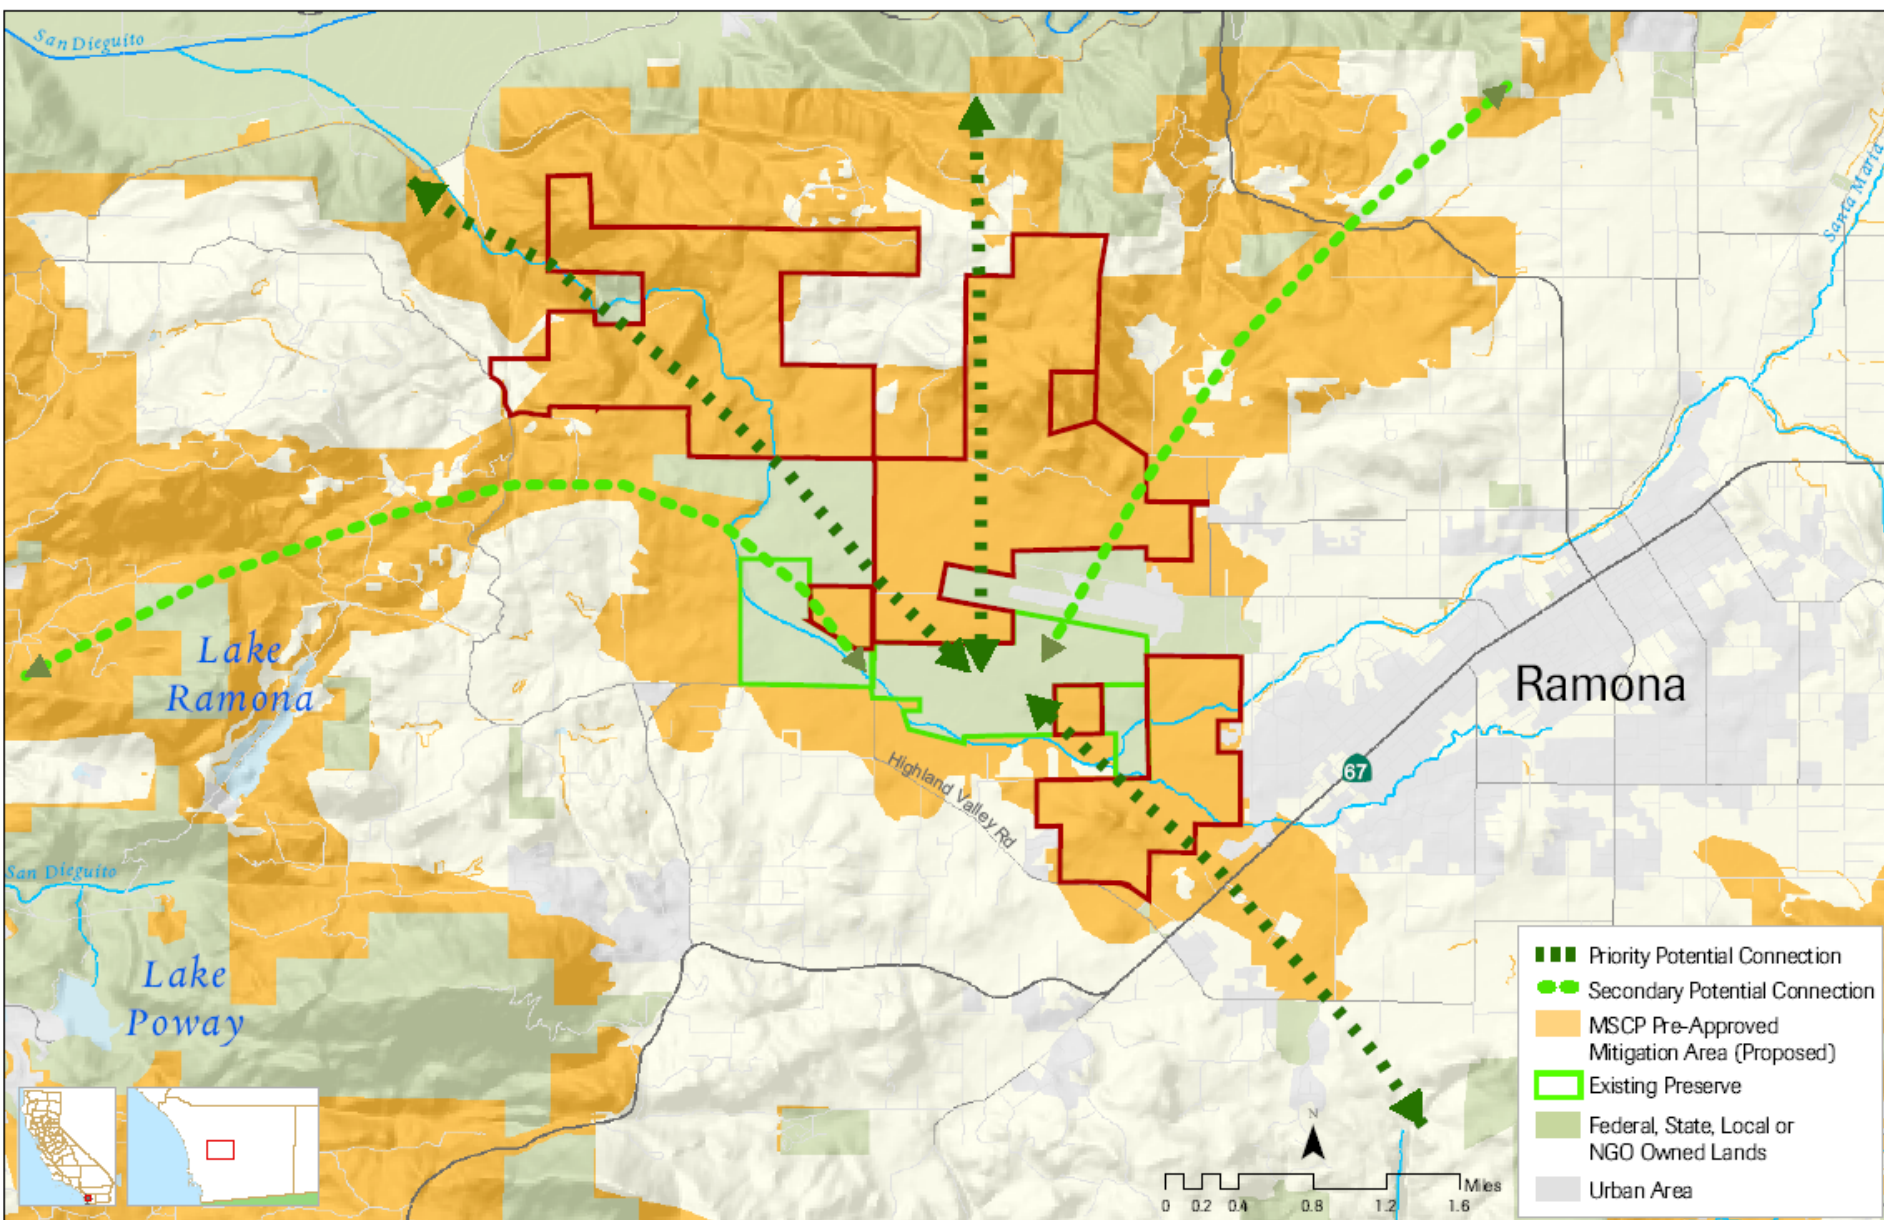 San Dieguito
Santa Maria
Lake
Ramona
Ramona
67
Highland Valley Rd
San Dieguito
Lake
Poway
Priority Potential Connection
Secondary Potential Connection
MSCP Pre-Approved
Mitigation Area (Proposed)
Existing Preserve
Federal, State, Local or
NGO Owned Lands
Urban Area
N
Miles
0 0.2 0.4 0.8 1.2 1.6